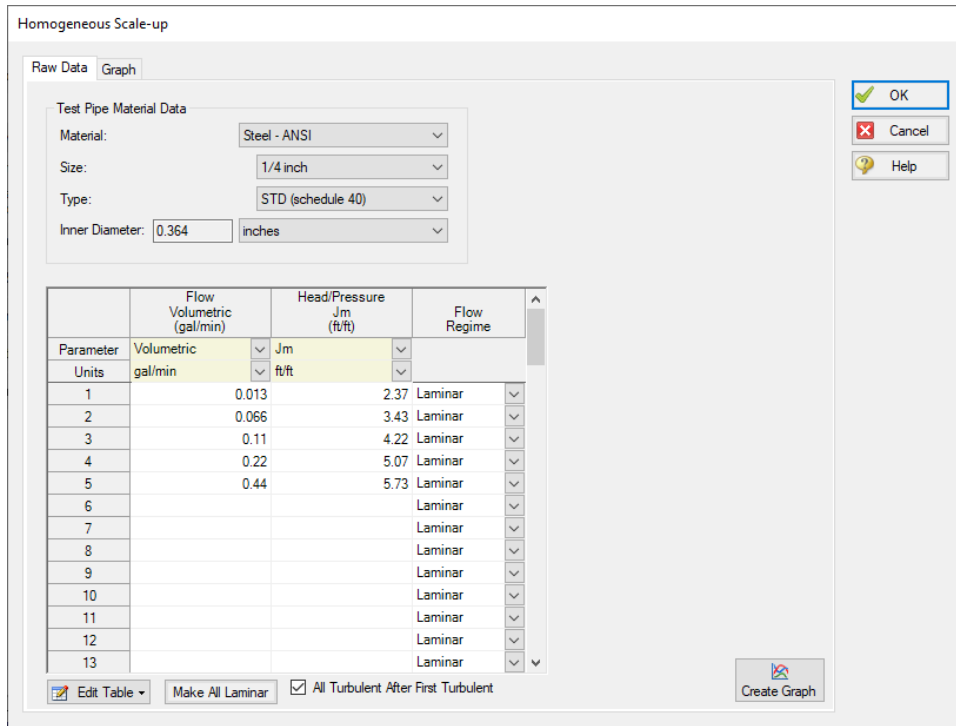 Homogeneous Scale-up
Raw Data Graph
Test Pipe Material Data
Material: Steel - ANSI
Size: 1/4 inch
Type: STD (schedule 40)
Inner Diameter: 0.364 inches
OK
Cancel
Help
Flow Volumetric (gal/min) Head/Pressure Jm (ft/ft) Flow Regime
Parameter Volumetric Jm
Units gal/min ft/ft
1 0.013 2.37 Laminar
2 0.066 3.43 Laminar
3 0.11 4.22 Laminar
4 0.22 5.07 Laminar
5 0.44 5.73 Laminar
6 Laminar
7 Laminar
8 Laminar
9 Laminar
10 Laminar
11 Laminar
12 Laminar
13 Laminar
Edit Table Make All Laminar All Turbulent After First Turbulent
Create Graph